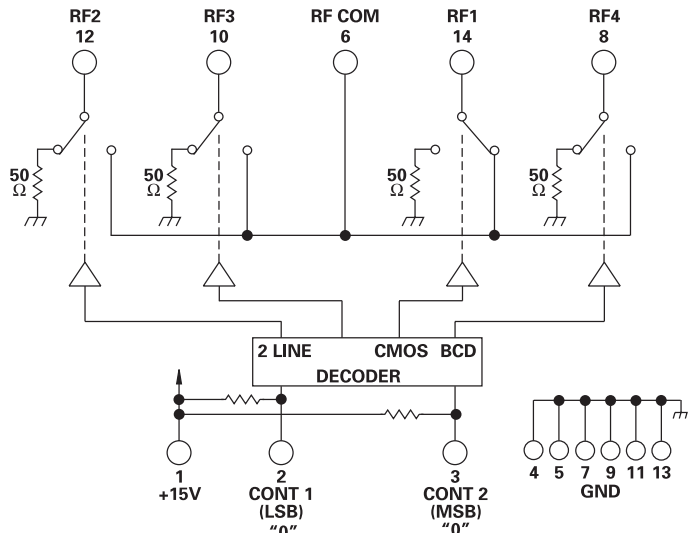 RF2 RF3 RF COM RF1 RF4
12 10 6 14 8
50 Ω 50 Ω 50 Ω 50 Ω
2 LINE CMOS BCD
DECODER
1 2 3 4 5 7 9 11 13
+15V CONT 1 CONT 2 GND
(LSB) (MSB)
"0" "0"